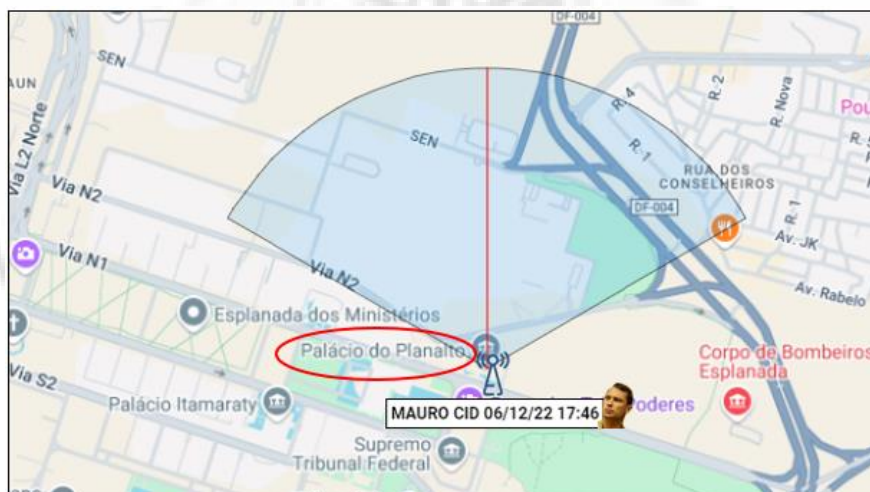 DF-004
SEN
AUN
Via L2 Norte
Via N2
SEN
R. 4
R. 2
R. Nova
Pou
R. 1
R. 5
RUA DOS
CONSELHEIROS
DF-004
R. 1
Av. JK
Via N1
Via N2
Av. Rabelo
Esplanada dos Ministérios
Palácio do Planalto
Corpo de Bombeiros
Esplanada
Via S2
Palácio Itamaraty
MAURO CID 06/12/22 17:46
Poderes
Supremo
Tribunal Federal